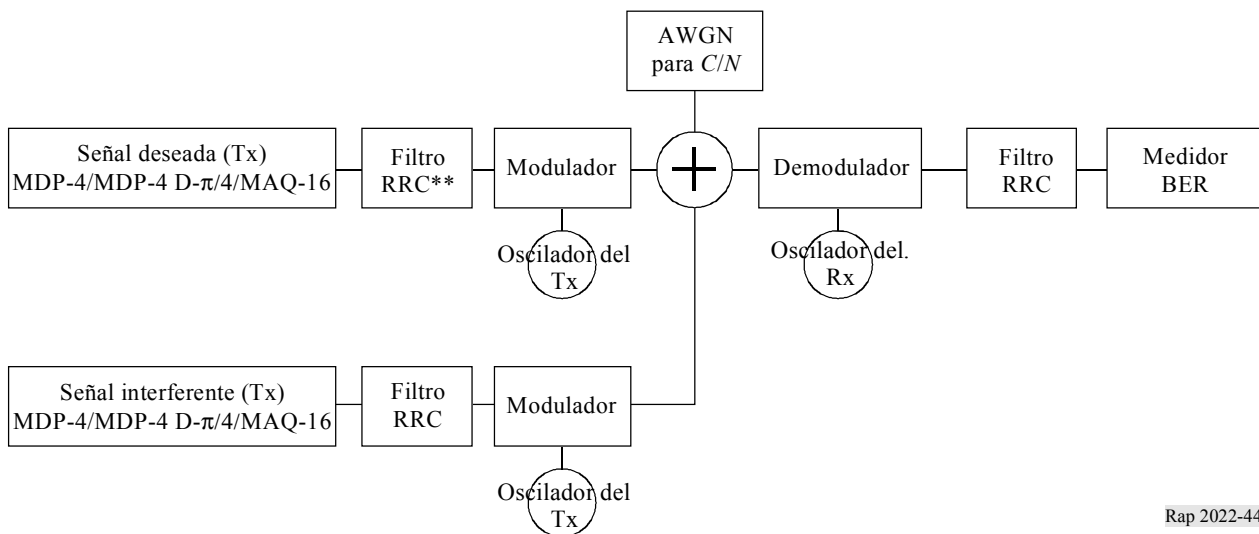 AWGN
para C/N
Señal deseada (Tx)
MDP-4/MDP-4 D-π/4/MAQ-16
Filtro
RRC**
Modulador
Demodulador
Filtro
RRC
Medidor
BER
Oscilador del
Tx
Oscilador del.
Rx
Señal interferente (Tx)
MDP-4/MDP-4 D-π/4/MAQ-16
Filtro
RRC
Modulador
Oscilador del
Tx
Rap 2022-44